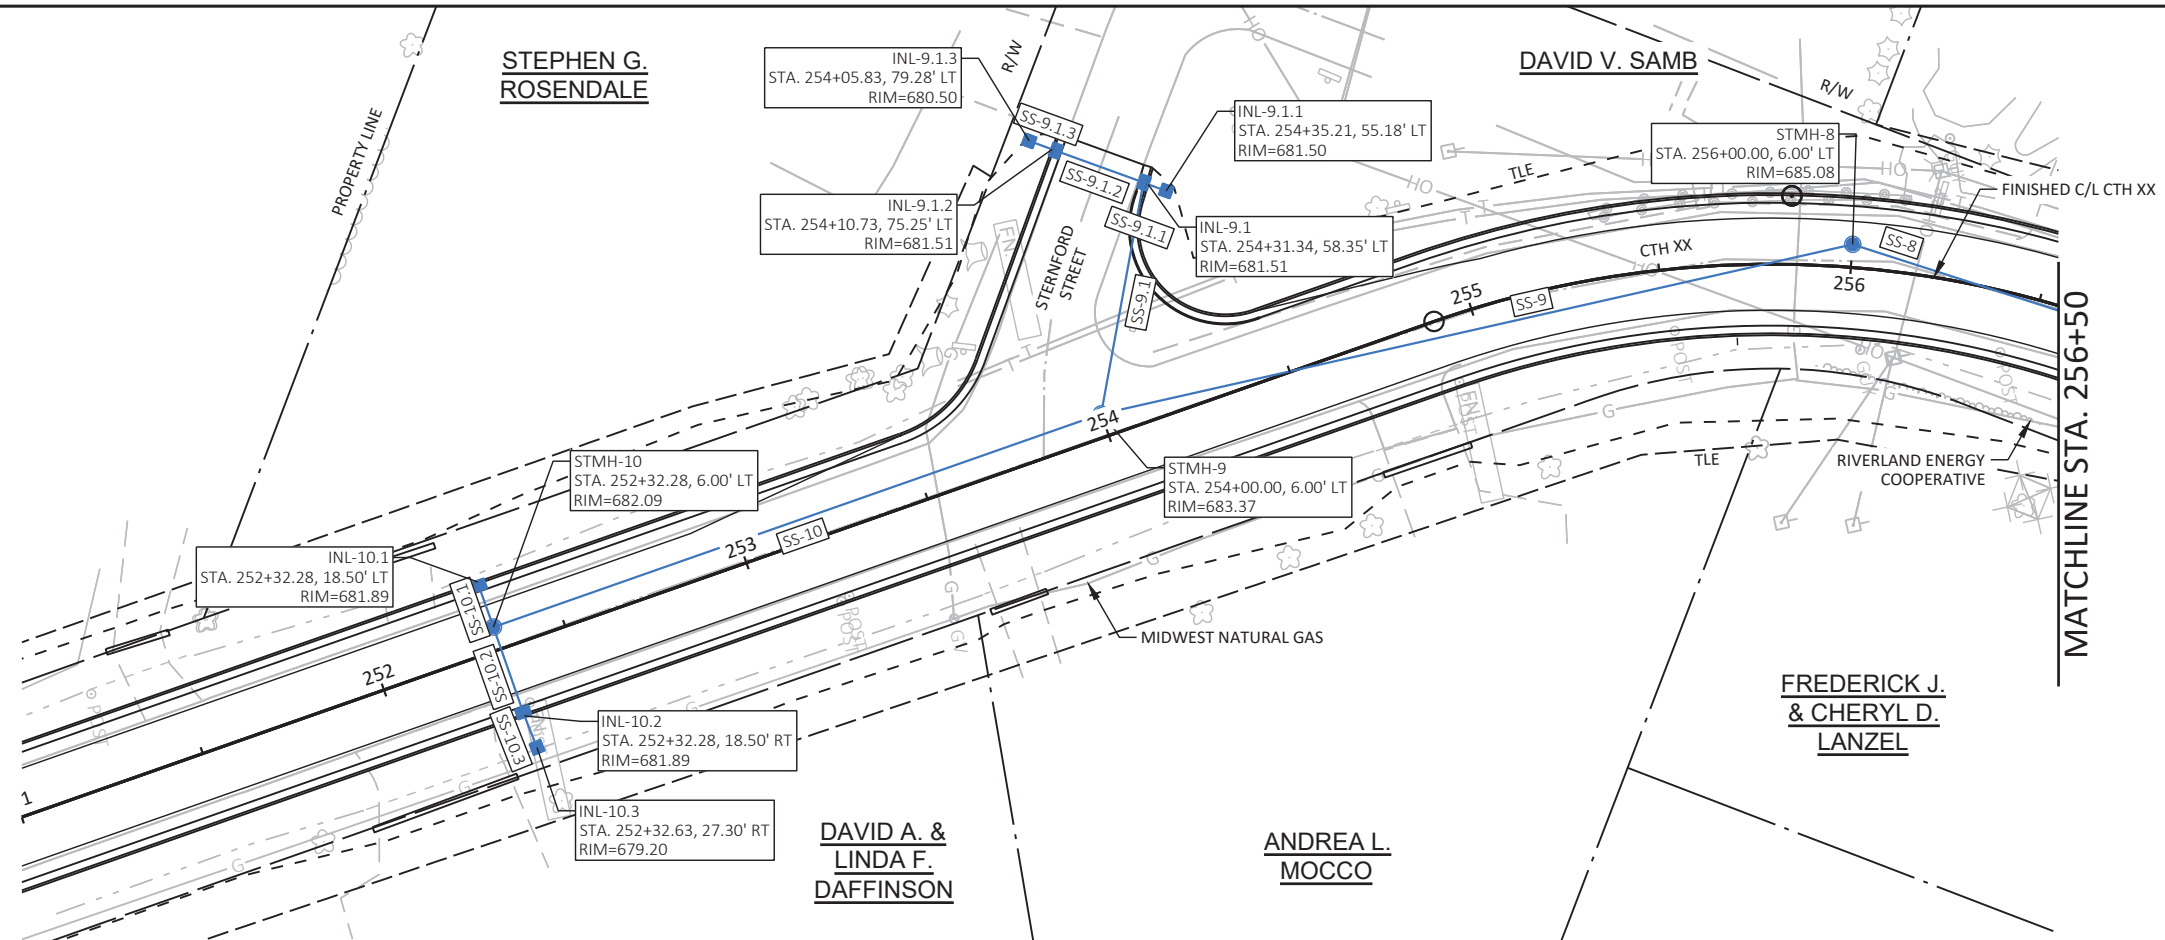 STEPHEN G.
ROSENDALE
PROPERTY LINE
INL-9.1.3
STA. 254+05.83, 79.28' LT
RIM=680.50
R/W
SS-9.1.3
INL-9.1.1
STA. 254+35.21, 55.18' LT
RIM=681.50
DAVID V. SAMB
R/W
STMH-8
STA. 256+00.00, 6.00' LT
RIM=685.08
FINISHED C/L CTH XX
TLE
HO
HO
HO
HO
HO
INL-9.1.2
STA. 254+10.73, 75.25' LT
RIM=681.51
SS-9.1.2
SS-9.1.1
INL-9.1
STA. 254+31.34, 58.35' LT
RIM=681.51
STERNFORD
STREET
SS-9.1
CTH XX
SS-8
SS-9
255
256
254
253
252
1
MATCHLINE STA. 256+50
STMH-10
STA. 252+32.28, 6.00' LT
RIM=682.09
STMH-9
STA. 254+00.00, 6.00' LT
RIM=683.37
SS-10
TLE
RIVERLAND ENERGY
COOPERATIVE
POST
POST
POST
POST
G
G
G
G
G
G
INL-10.1
STA. 252+32.28, 18.50' LT
RIM=681.89
SS-10.1
SS-10.2
SS-10.3
MIDWEST NATURAL GAS
INL-10.2
STA. 252+32.28, 18.50' RT
RIM=681.89
INL-10.3
STA. 252+32.63, 27.30' RT
RIM=679.20
DAVID A. &
LINDA F.
DAFFINSON
ANDREA L.
MOCCO
FREDERICK J.
& CHERYL D.
LANZEL